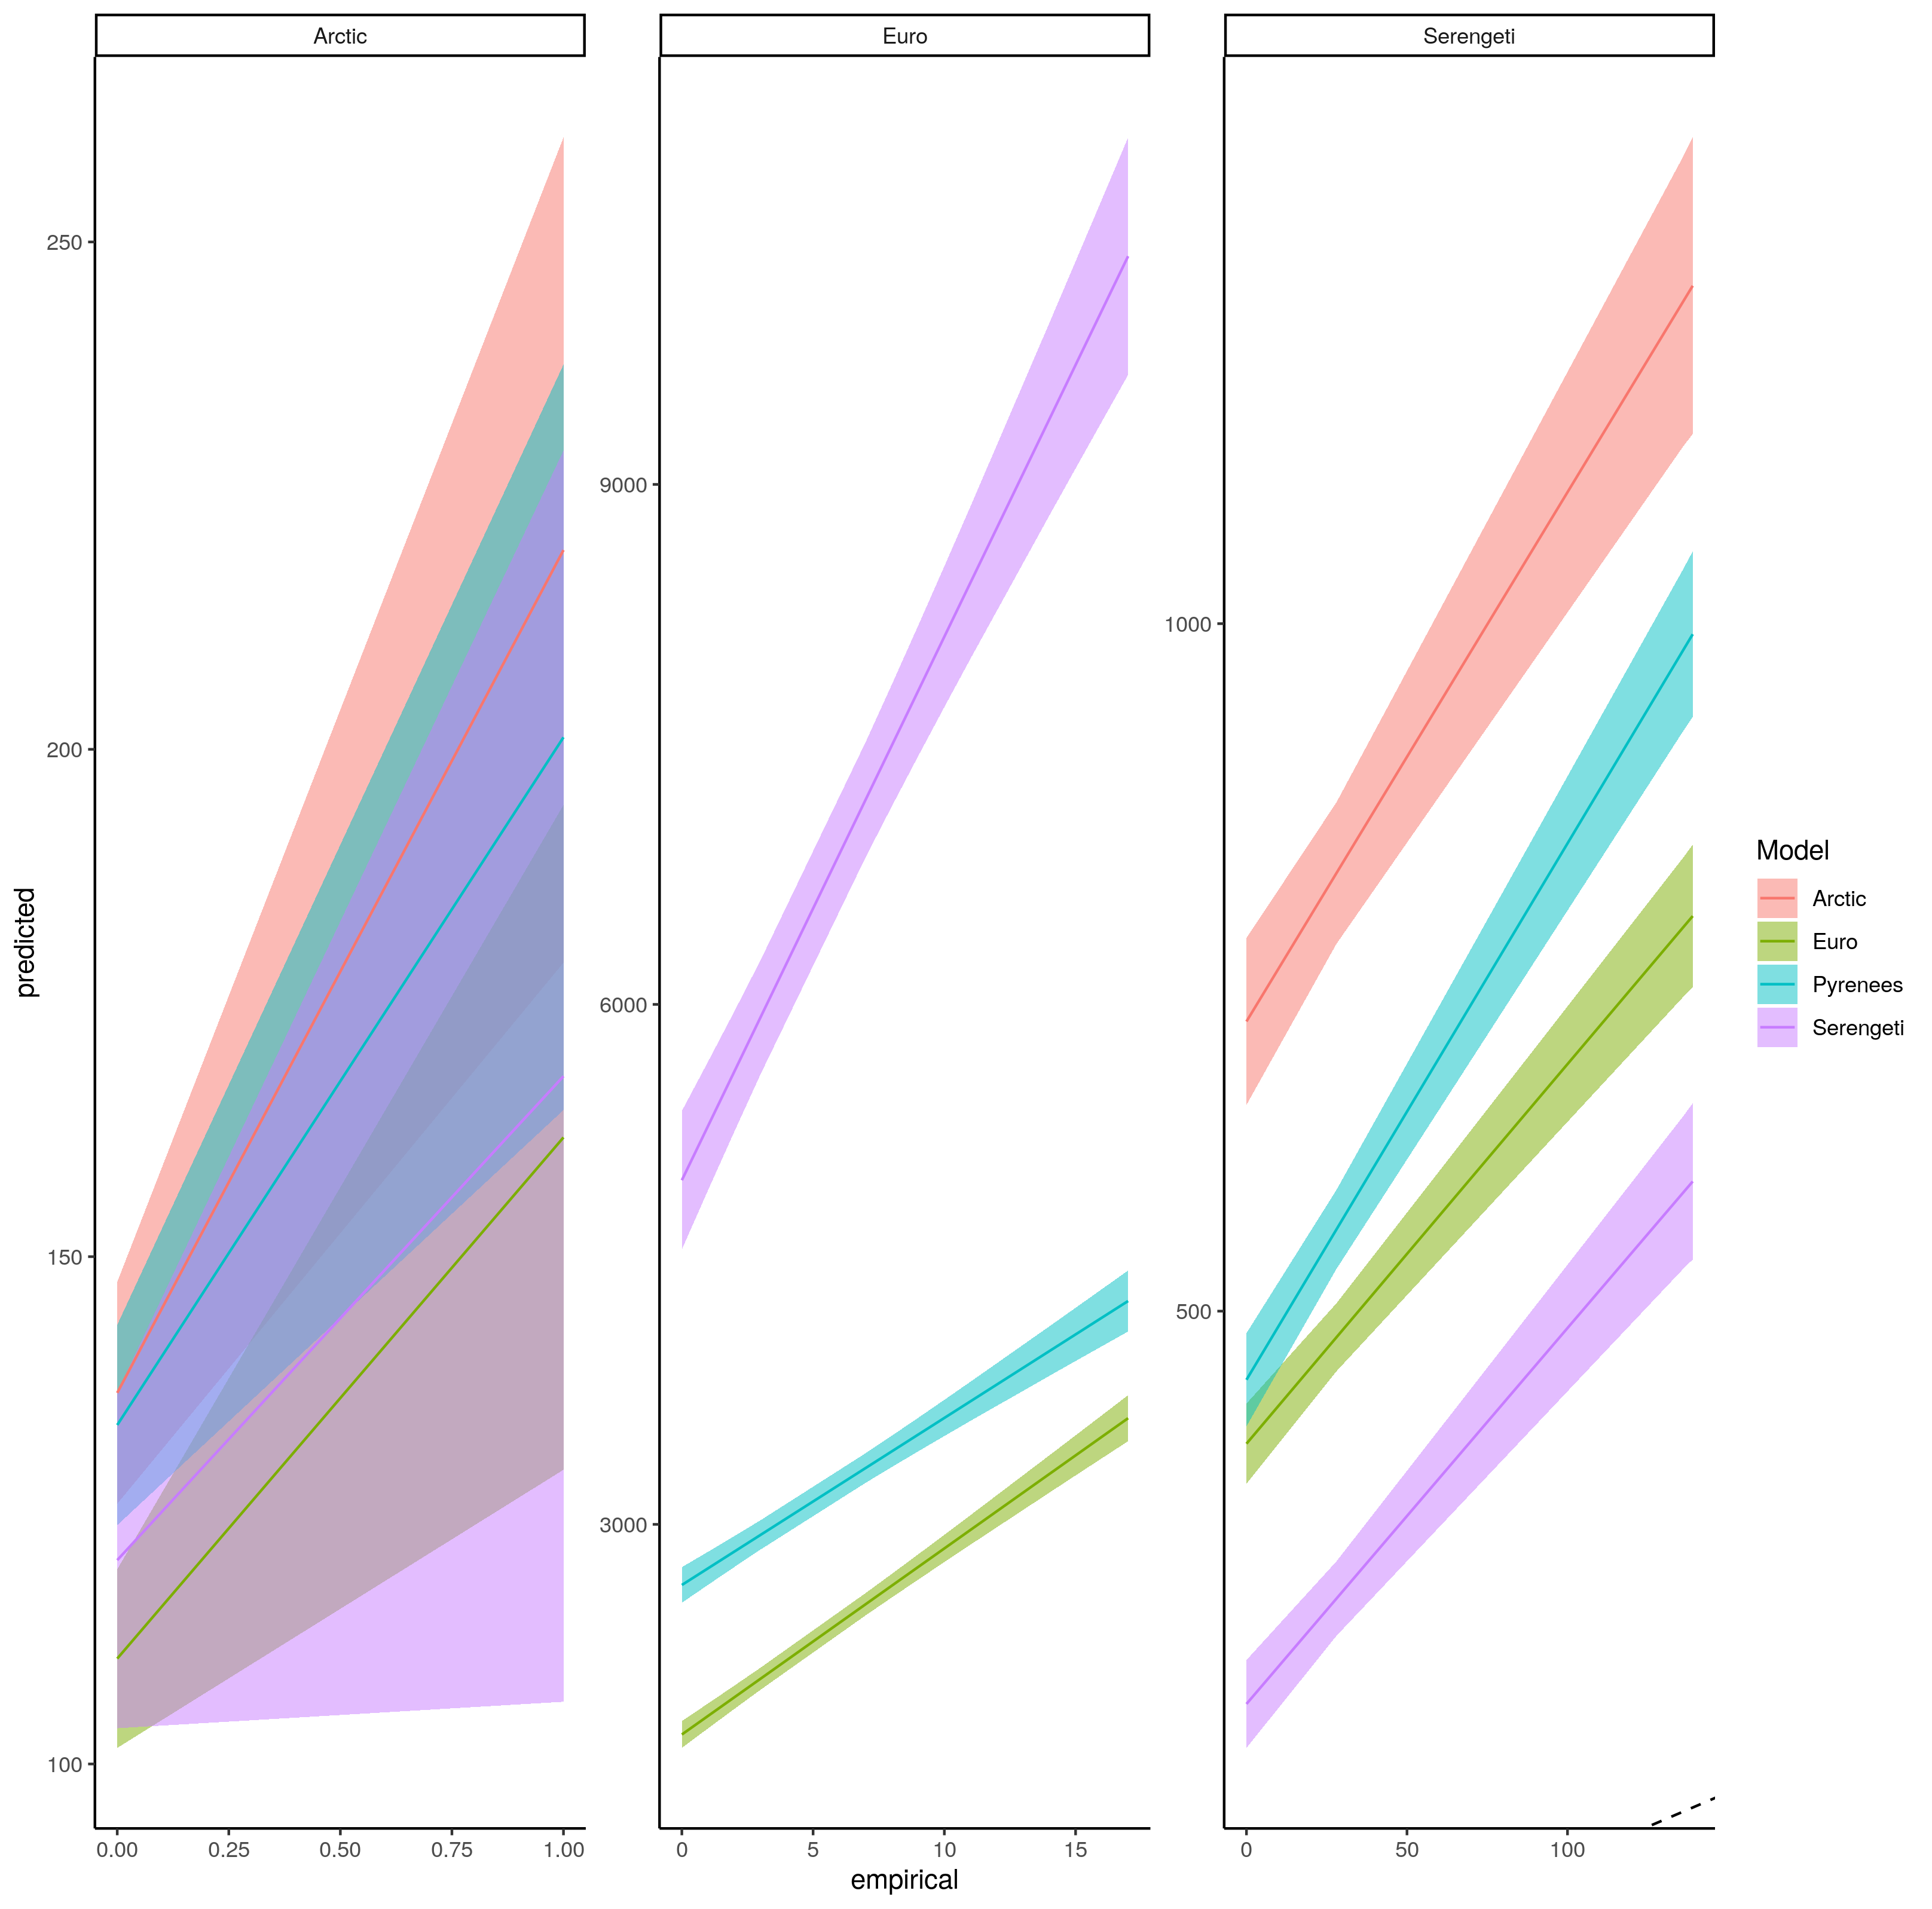 Arctic
Euro
Serengeti
predicted
250
200
150
100
9000
6000
3000
1000
500
0.00 0.25 0.50 0.75 1.00
0 5 10 15
0 50 100
empirical
Model
Arctic
Euro
Pyrenees
Serengeti